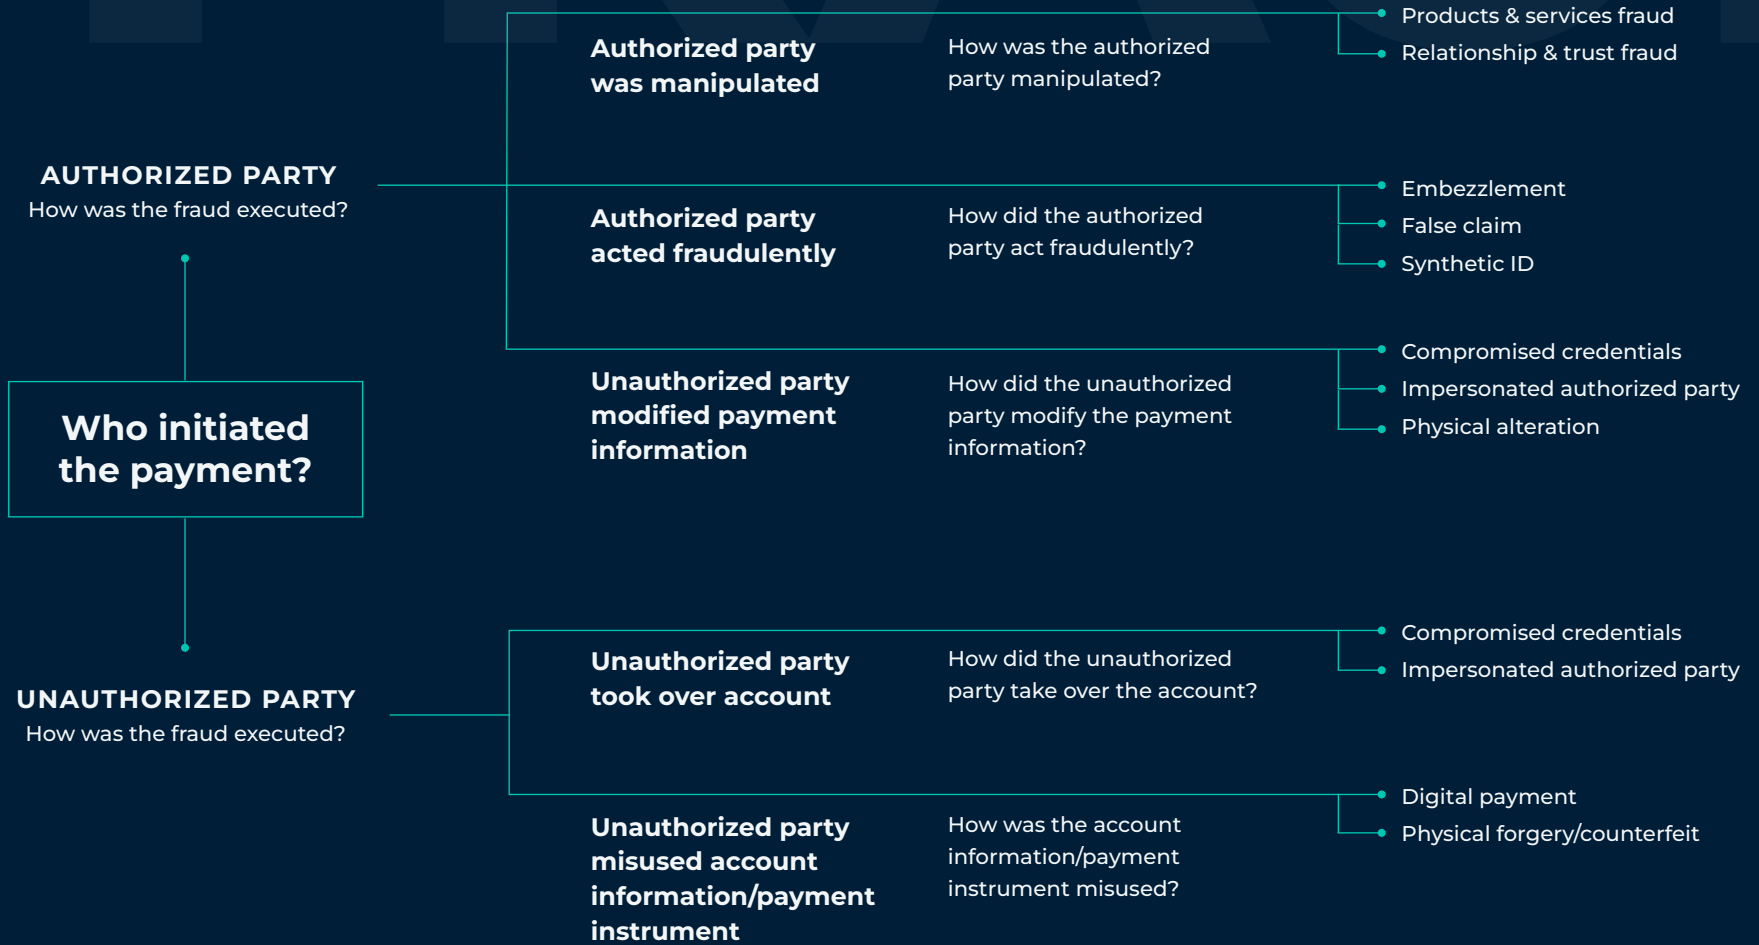 Products & services fraud
Authorized party
was manipulated
How was the authorized
party manipulated?
Relationship & trust fraud
AUTHORIZED PARTY
How was the fraud executed?
Authorized party
acted fraudulently
How did the authorized
party act fraudulently?
Embezzlement
False claim
Synthetic ID
Unauthorized party
modified payment
information
How did the unauthorized
party modify the payment
information?
Compromised credentials
Impersonated authorized party
Physical alteration
Who initiated
the payment?
UNAUTHORIZED PARTY
How was the fraud executed?
Unauthorized party
took over account
How did the unauthorized
party take over the account?
Compromised credentials
Impersonated authorized party
Unauthorized party
misused account
information/payment
instrument
How was the account
information/payment
instrument misused?
Digital payment
Physical forgery/counterfeit